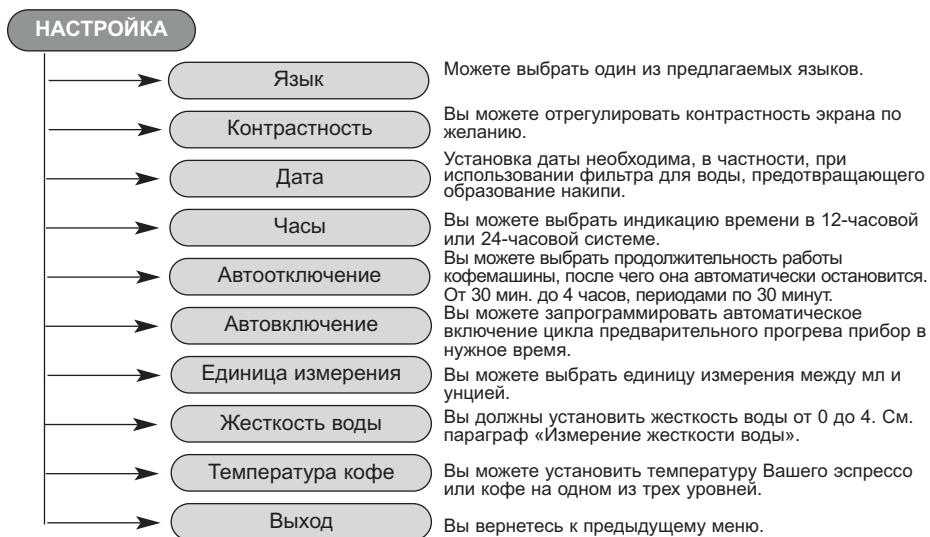 НАСТРОЙКА
Язык
Можете выбрать один из предлагаемых языков.
Контрастность
Вы можете отрегулировать контрастность экрана по
желанию.
Дата
Установка даты необходима, в частности, при
использовании фильтра для воды, предотвращающего
образование накипи.
Часы
Вы можете выбрать индикацию времени в 12-часовой
или 24-часовой системе.
Автоотключение
Вы можете выбрать продолжительность работы
кофемашины, после чего она автоматически остановится.
От 30 мин. до 4 часов, периодами по 30 минут.
Автовключение
Вы можете запрограммировать автоматическое
включение цикла предварительного прогрева прибор в
нужное время.
Единица измерения
Вы можете выбрать единицу измерения между мл и
унцией.
Жесткость воды
Вы должны установить жесткость воды от 0 до 4. См.
параграф «Измерение жесткости воды».
Температура кофе
Вы можете установить температуру Вашего эспрессо
или кофе на одном из трех уровней.
Выход
Вы вернетесь к предыдущему меню.